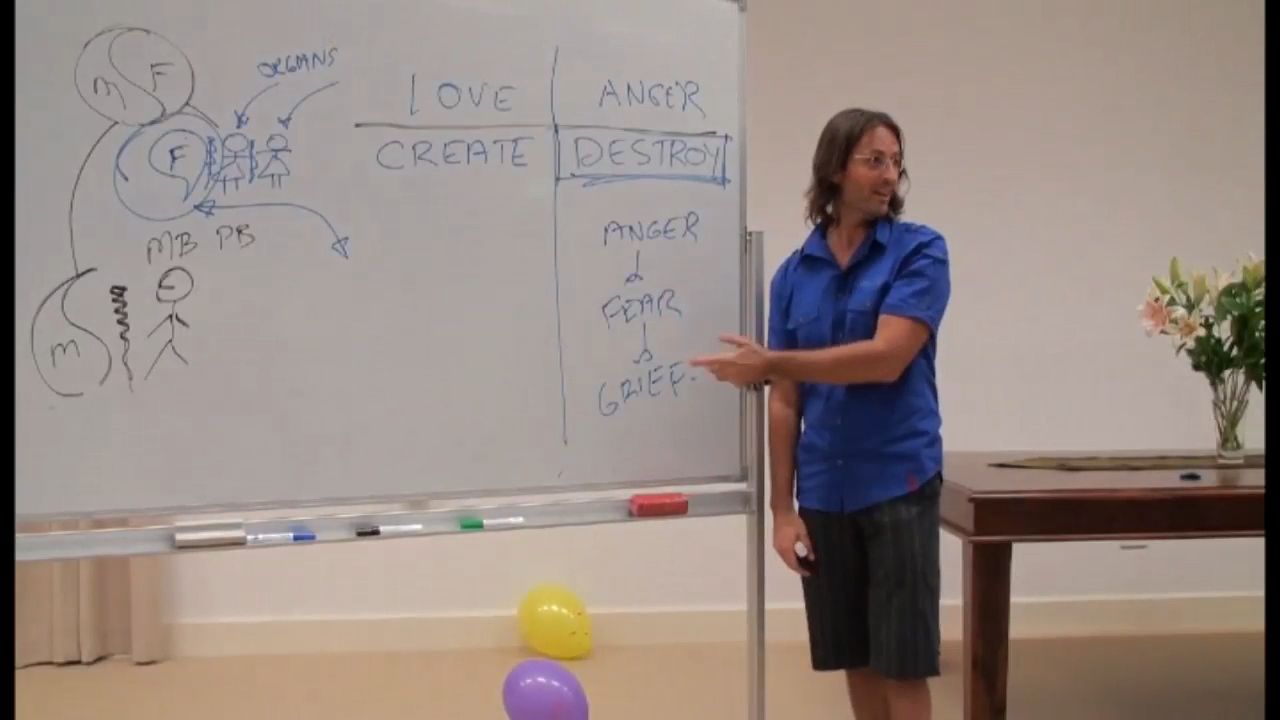 M F
ORGANS
F
MB PB
M
LOVE ANGER
CREATE DESTROY
ANGER
FEAR
GRIEF.